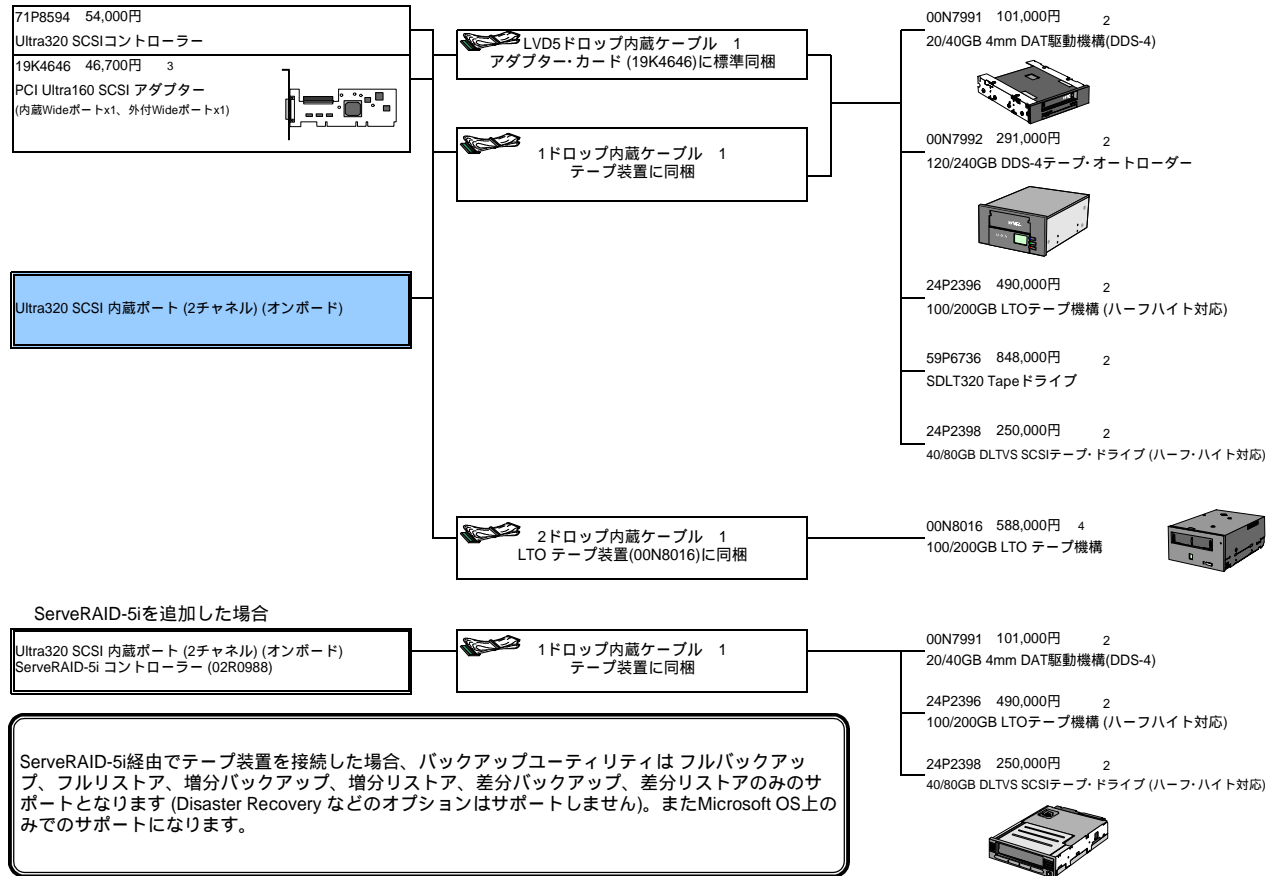 71P8594 54,000円
Ultra320 SCSIコントローラー
19K4646 46,700円 3
PCI Ultra160 SCSI アダプター
(内蔵Wideポートx1、外付Wideポートx1)
LVD5ドロップ内蔵ケーブル 1
アダプター・カード (19K4646)に標準同梱
1ドロップ内蔵ケーブル 1
テープ装置に同梱
Ultra320 SCSI 内蔵ポート (2チャネル) (オンボード)
2ドロップ内蔵ケーブル 1
LTO テープ装置(00N8016)に同梱
00N7991 101,000円 2
20/40GB 4mm DAT駆動機構(DDS-4)
00N7992 291,000円 2
120/240GB DDS-4テープ・オートローダー
24P2396 490,000円 2
100/200GB LTOテープ機構 (ハーフハイト対応)
59P6736 848,000円 2
SDLT320 Tapeドライブ
24P2398 250,000円 2
40/80GB DLTVS SCSIテープ・ドライブ (ハーフ・ハイト対応)
00N8016 588,000円 4
100/200GB LTO テープ機構
ServeRAID-5iを追加した場合
Ultra320 SCSI 内蔵ポート (2チャネル) (オンボード)
ServeRAID-5i コントローラー (02R0988)
1ドロップ内蔵ケーブル 1
テープ装置に同梱
00N7991 101,000円 2
20/40GB 4mm DAT駆動機構(DDS-4)
24P2396 490,000円 2
100/200GB LTOテープ機構 (ハーフハイト対応)
24P2398 250,000円 2
40/80GB DLTVS SCSIテープ・ドライブ (ハーフ・ハイト対応)
ServeRAID-5i経由でテープ装置を接続した場合、バックアップユーティリティは フルバックアッ
プ、フルリストア、増分バックアップ、増分リストア、差分バックアップ、差分リストアのみのサ
ポートとなります (Disaster Recovery などのオプションはサポートしません)。またMicrosoft OS上の
みでのサポートになります。